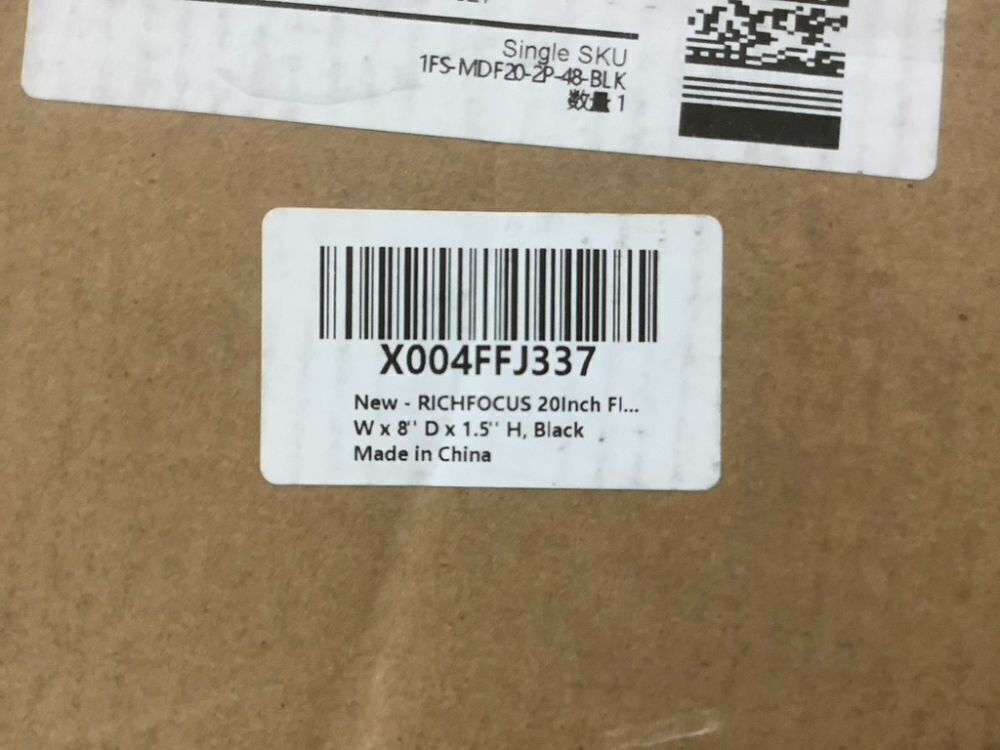 Single SKU
1FS-MDF20-2P-48-BLK
数量 1
X004FFJ337
New - RICHFOCUS 20Inch Fl...
W x 8'' D x 1.5'' H, Black
Made in China